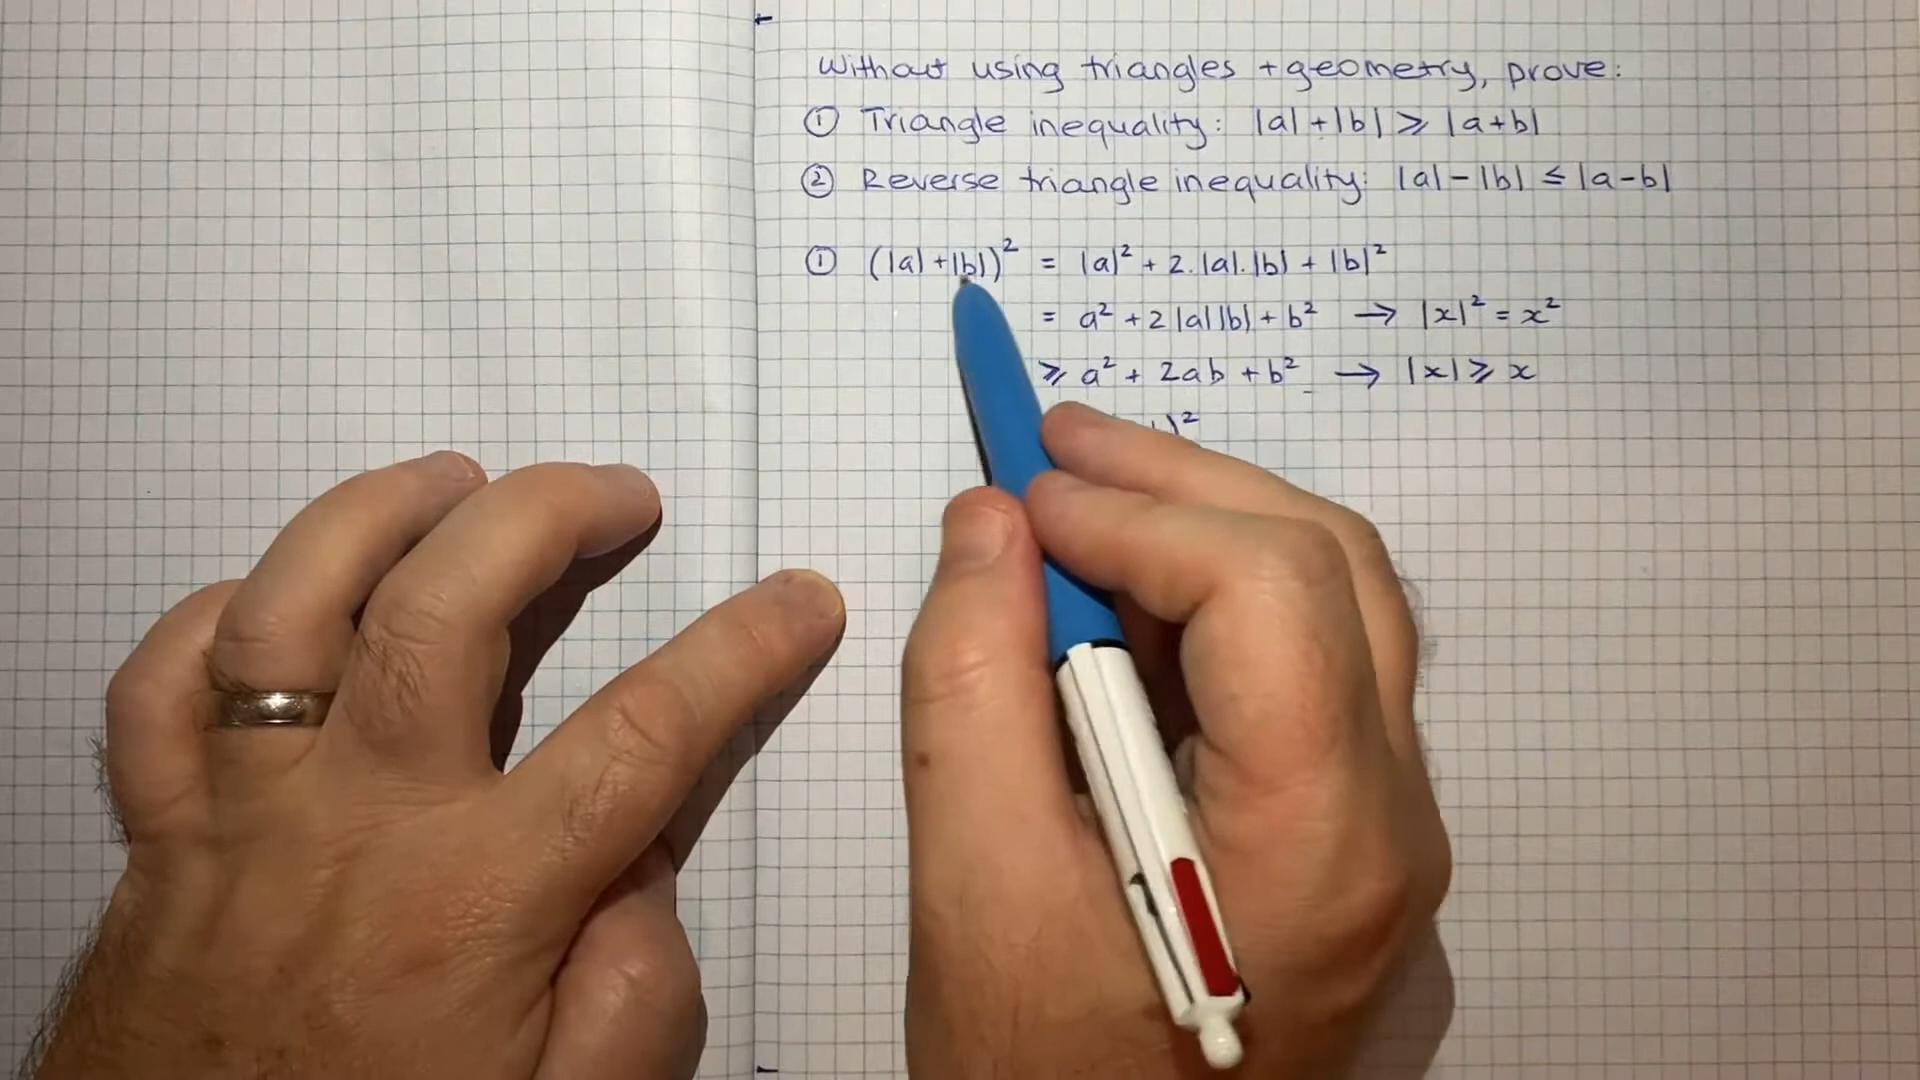 Without using triangles + geometry, prove:
① Triangle inequality: |a| + |b| ⩾ |a+b|
② Reverse triangle inequality: |a| - |b| ≤ |a-b|
① (|a| + |b|)² = |a|² + 2.|a|.|b| + |b|²
= a² + 2|a||b| + b² → |x|² = x²
⩾ a² + 2ab + b² → |x| ⩾ x
)²